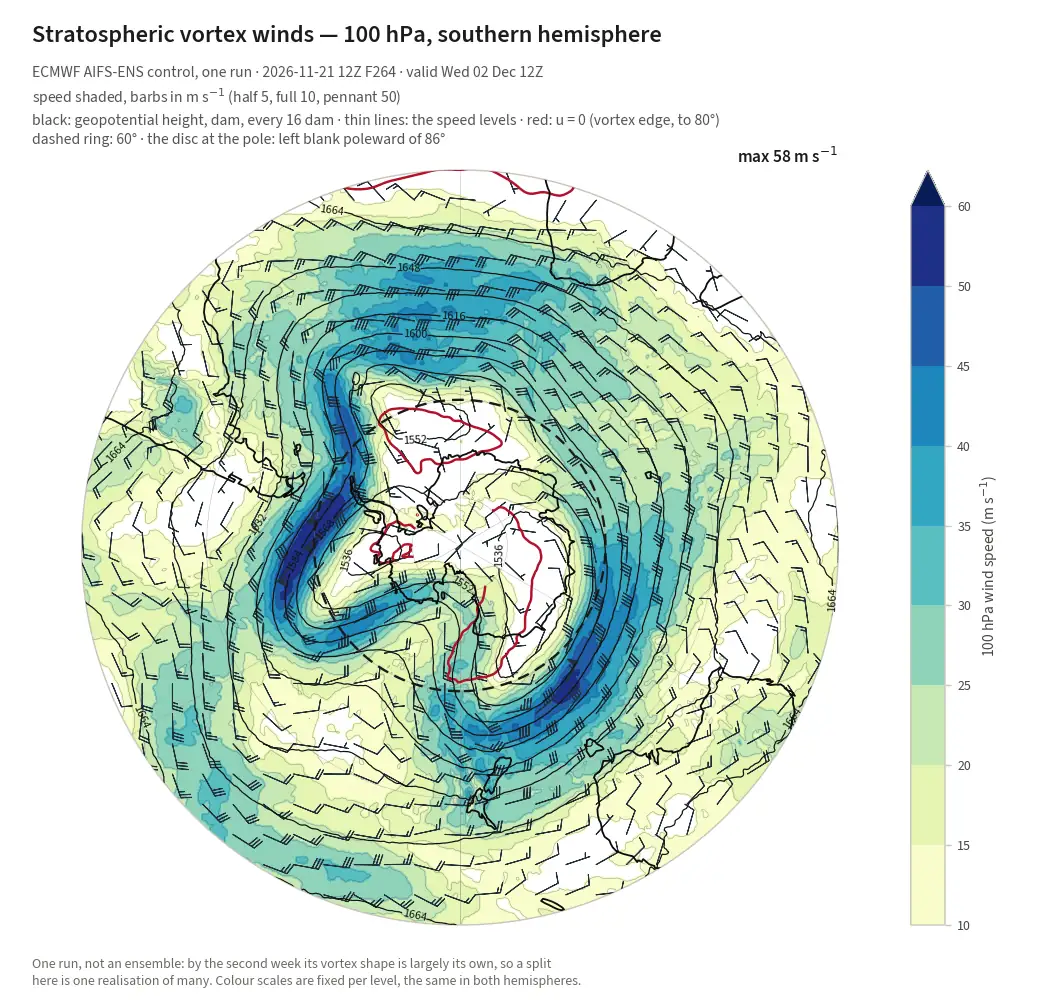 Stratospheric vortex winds — 100 hPa, southern hemisphere
ECMWF AIFS-ENS control, one run · 2026-11-21 12Z F264 · valid Wed 02 Dec 12Z
speed shaded, barbs in m s⁻¹ (half 5, full 10, pennant 50)
black: geopotential height, dam, every 16 dam · thin lines: the speed levels · red: u = 0 (vortex edge, to 80°)
dashed ring: 60° · the disc at the pole: left blank poleward of 86°
max 58 m s⁻¹
1664
1648
1616
1600
1552
1664
1632
1584
1536
1536
1552
1664
1664
1664
1664
60
50
45
40
35
30
25
20
15
10
100 hPa wind speed (m s⁻¹)
One run, not an ensemble: by the second week its vortex shape is largely its own, so a split
here is one realisation of many. Colour scales are fixed per level, the same in both hemispheres.